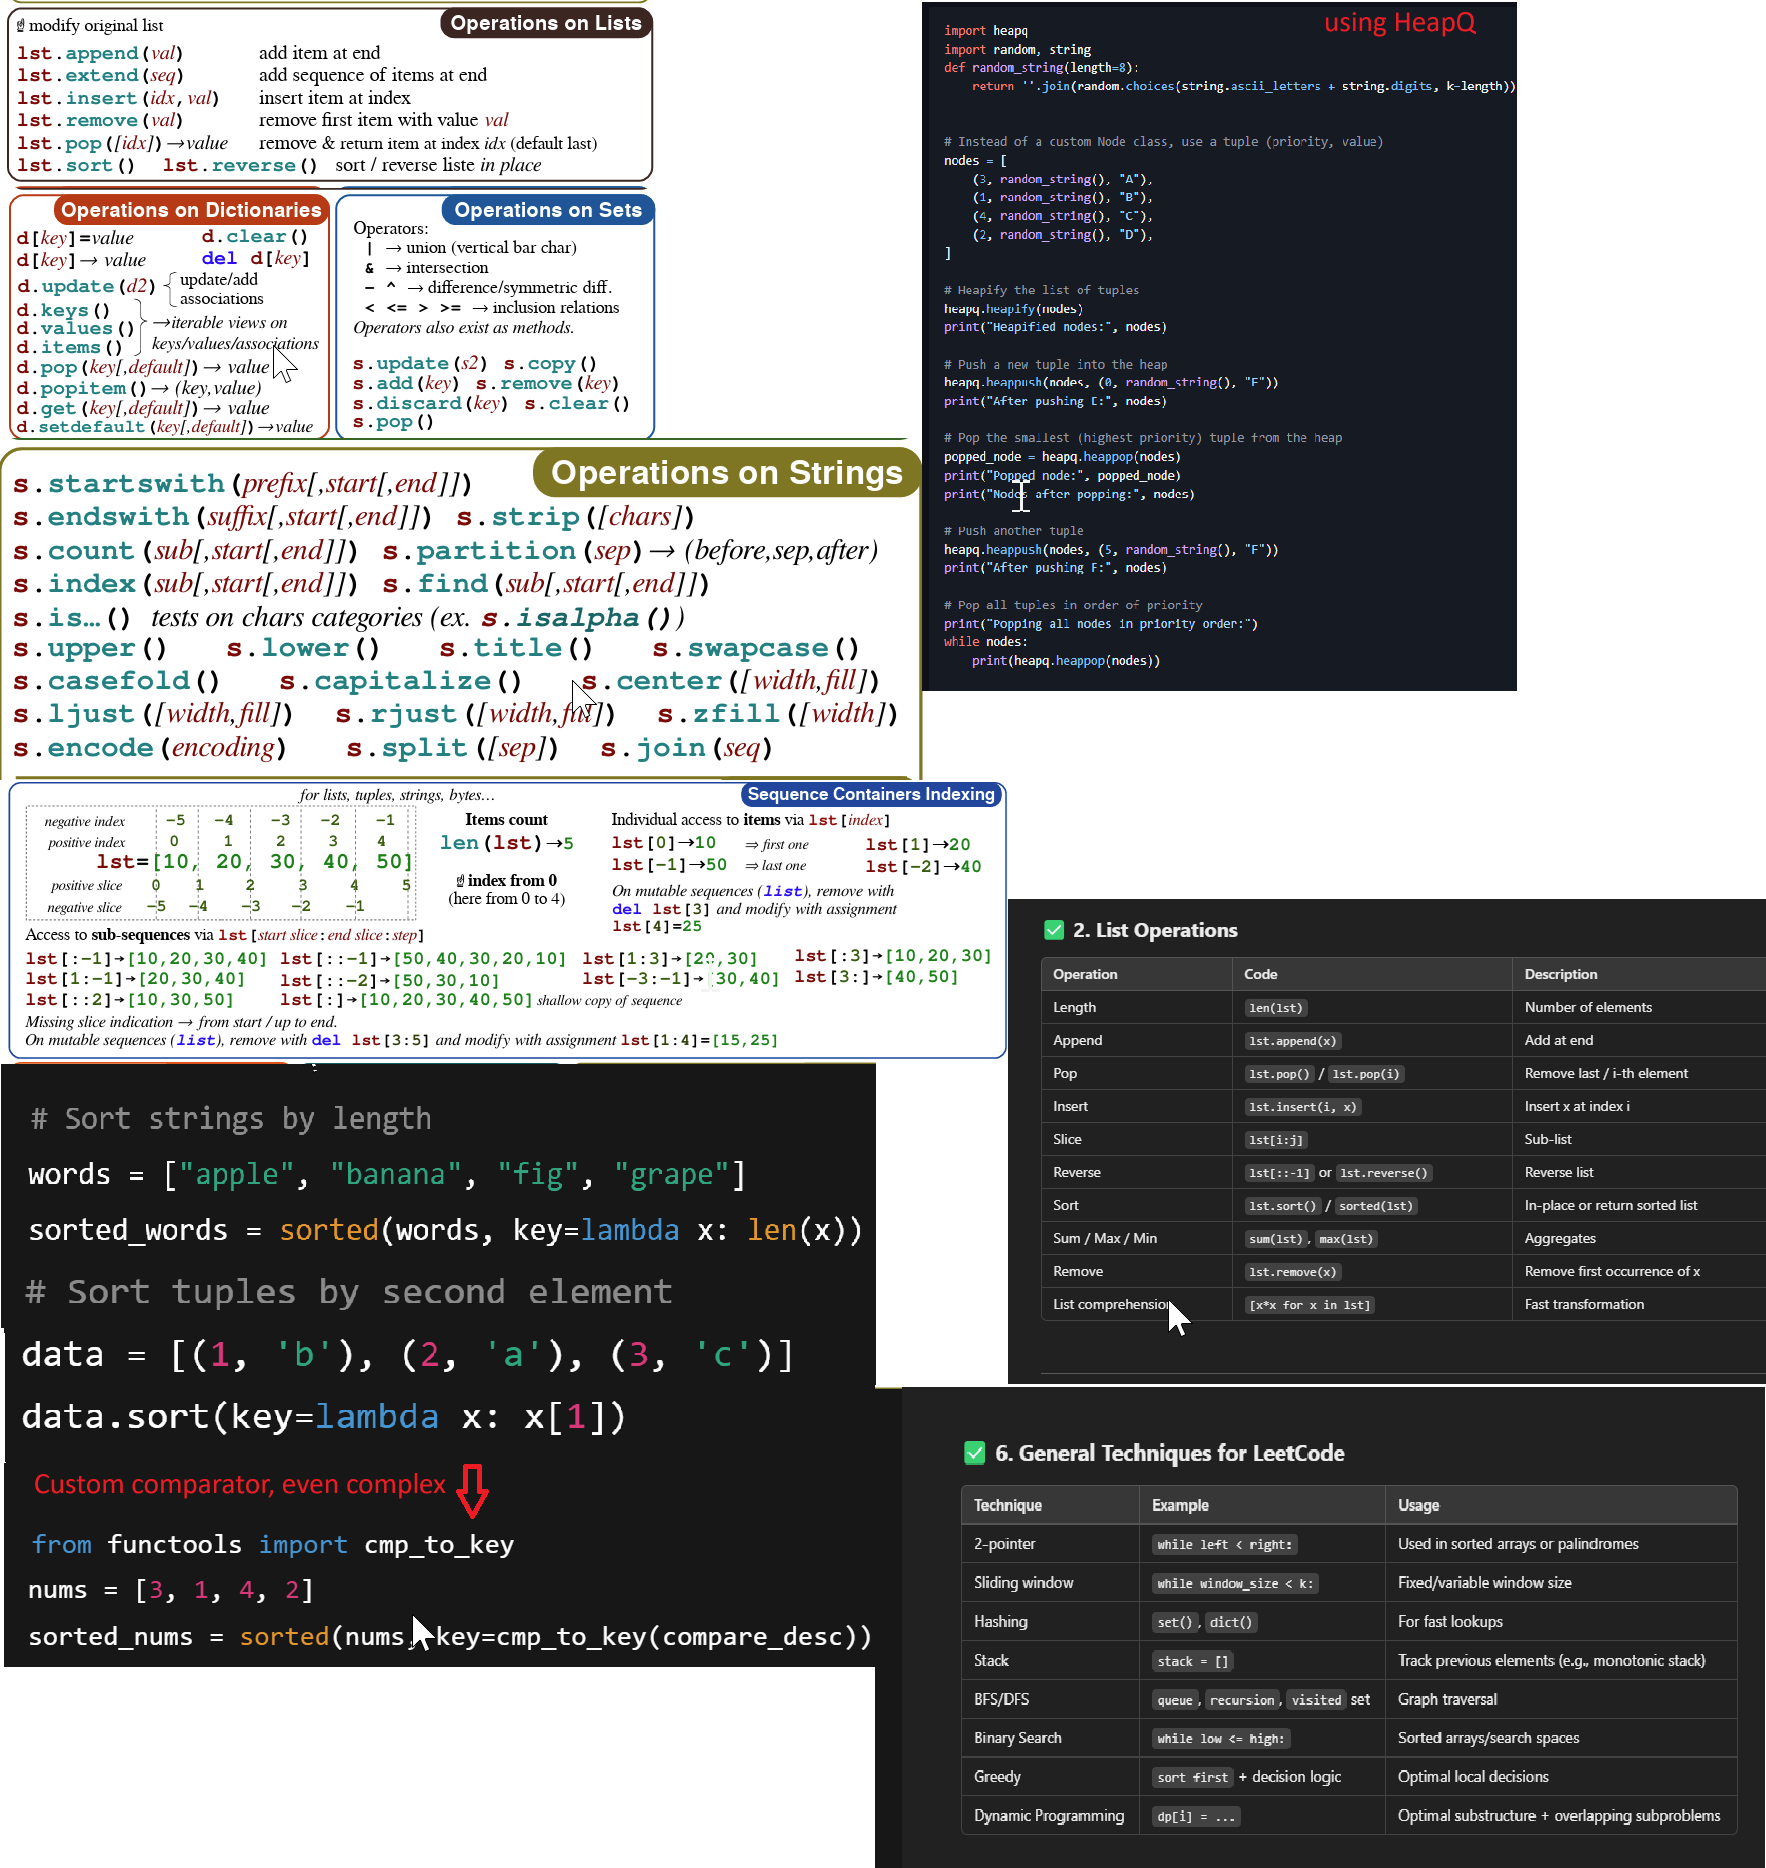 Operations on Lists
☝ modify original list
lst.append(val) add item at end
lst.extend(seq) add sequence of items at end
lst.insert(idx,val) insert item at index
lst.remove(val) remove first item with value val
lst.pop([idx])→value remove & return item at index idx (default last)
lst.sort() lst.reverse() sort / reverse liste in place
Operations on Dictionaries
d[key]=value d.clear()
d[key]→ value del d[key]
d.update(d2) update/add
associations
d.keys()
d.values() →iterable views on
d.items() keys/values/associations
d.pop(key[,default])→ value
d.popitem()→ (key,value)
d.get(key[,default])→ value
d.setdefault(key[,default])→value
Operations on Sets
Operators:
| → union (vertical bar char)
& → intersection
- ^ → difference/symmetric diff.
< <= > >= → inclusion relations
Operators also exist as methods.
s.update(s2) s.copy()
s.add(key) s.remove(key)
s.discard(key) s.clear()
s.pop()
Operations on Strings
s.startswith(prefix[,start[,end]])
s.endswith(suffix[,start[,end]]) s.strip([chars])
s.count(sub[,start[,end]]) s.partition(sep)→ (before,sep,after)
s.index(sub[,start[,end]]) s.find(sub[,start[,end]])
s.is…() tests on chars categories (ex. s.isalpha())
s.upper() s.lower() s.title() s.swapcase()
s.casefold() s.capitalize() s.center([width,fill])
s.ljust([width,fill]) s.rjust([width,fill]) s.zfill([width])
s.encode(encoding) s.split([sep]) s.join(seq)
using HeapQ
import heapq
import random, string
def random_string(length=8):
return ''.join(random.choices(string.ascii_letters + string.digits, k=length))
# Instead of a custom Node class, use a tuple (priority, value)
nodes = [
(3, random_string(), "A"),
(1, random_string(), "B"),
(4, random_string(), "C"),
(2, random_string(), "D"),
]
# Heapify the list of tuples
heapq.heapify(nodes)
print("Heapified nodes:", nodes)
# Push a new tuple into the heap
heapq.heappush(nodes, (0, random_string(), "E"))
print("After pushing E:", nodes)
# Pop the smallest (highest priority) tuple from the heap
popped_node = heapq.heappop(nodes)
print("Popped node:", popped_node)
print("Nodes after popping:", nodes)
# Push another tuple
heapq.heappush(nodes, (5, random_string(), "F"))
print("After pushing F:", nodes)
# Pop all tuples in order of priority
print("Popping all nodes in priority order:")
while nodes:
print(heapq.heappop(nodes))
Sequence Containers Indexing
for lists, tuples, strings, bytes…
negative index -5 -4 -3 -2 -1
positive index 0 1 2 3 4
lst=[10, 20, 30, 40, 50]
positive slice 0 1 2 3 4 5
negative slice -5 -4 -3 -2 -1
Items count
len(lst)→5
☝ index from 0
(here from 0 to 4)
Individual access to items via lst[index]
lst[0]→10 ⇒ first one lst[1]→20
lst[-1]→50 ⇒ last one lst[-2]→40
On mutable sequences (list), remove with
del lst[3] and modify with assignment
lst[4]=25
Access to sub-sequences via lst[start slice:end slice:step]
lst[:-1]→[10,20,30,40] lst[::-1]→[50,40,30,20,10] lst[1:3]→[20,30] lst[:3]→[10,20,30]
lst[1:-1]→[20,30,40] lst[::-2]→[50,30,10] lst[-3:-1]→[30,40] lst[3:]→[40,50]
lst[::2]→[10,30,50] lst[:]→[10,20,30,40,50] shallow copy of sequence
Missing slice indication → from start / up to end.
On mutable sequences (list), remove with del lst[3:5] and modify with assignment lst[1:4]=[15,25]
# Sort strings by length
words = ["apple", "banana", "fig", "grape"]
sorted_words = sorted(words, key=lambda x: len(x))
# Sort tuples by second element
data = [(1, 'b'), (2, 'a'), (3, 'c')]
data.sort(key=lambda x: x[1])
Custom comparator, even complex
from functools import cmp_to_key
nums = [3, 1, 4, 2]
sorted_nums = sorted(nums, key=cmp_to_key(compare_desc))
✅ 2. List Operations
Operation Code Description
Length len(lst) Number of elements
Append lst.append(x) Add at end
Pop lst.pop() / lst.pop(i) Remove last / i-th element
Insert lst.insert(i, x) Insert x at index i
Slice lst[i:j] Sub-list
Reverse lst[::-1] or lst.reverse() Reverse list
Sort lst.sort() / sorted(lst) In-place or return sorted list
Sum / Max / Min sum(lst), max(lst) Aggregates
Remove lst.remove(x) Remove first occurrence of x
List comprehension [x*x for x in lst] Fast transformation
✅ 6. General Techniques for LeetCode
Technique Example Usage
2-pointer while left < right: Used in sorted arrays or palindromes
Sliding window while window_size < k: Fixed/variable window size
Hashing set(), dict() For fast lookups
Stack stack = [] Track previous elements (e.g., monotonic stack)
BFS/DFS queue, recursion, visited set Graph traversal
Binary Search while low <= high: Sorted arrays/search spaces
Greedy sort first + decision logic Optimal local decisions
Dynamic Programming dp[i] = ... Optimal substructure + overlapping subproblems